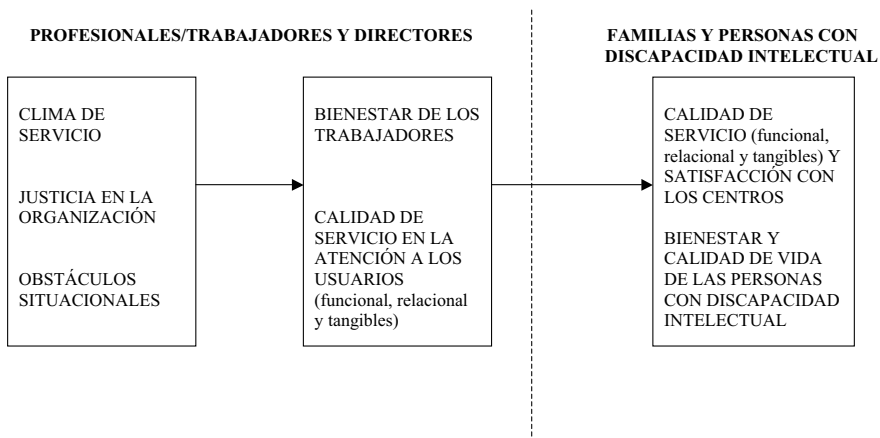 PROFESIONALES/TRABAJADORES Y DIRECTORES
FAMILIAS Y PERSONAS CON
DISCAPACIDAD INTELECTUAL
CLIMA DE
SERVICIO
JUSTICIA EN LA
ORGANIZACIÓN
OBSTÁCULOS
SITUACIONALES
BIENESTAR DE LOS
TRABAJADORES
CALIDAD DE
SERVICIO EN LA
ATENCIÓN A LOS
USUARIOS
(funcional, relacional
y tangibles)
CALIDAD DE
SERVICIO (funcional,
relacional y tangibles) Y
SATISFACCIÓN CON
LOS CENTROS
BIENESTAR Y
CALIDAD DE VIDA
DE LAS PERSONAS
CON DISCAPACIDAD
INTELECTUAL